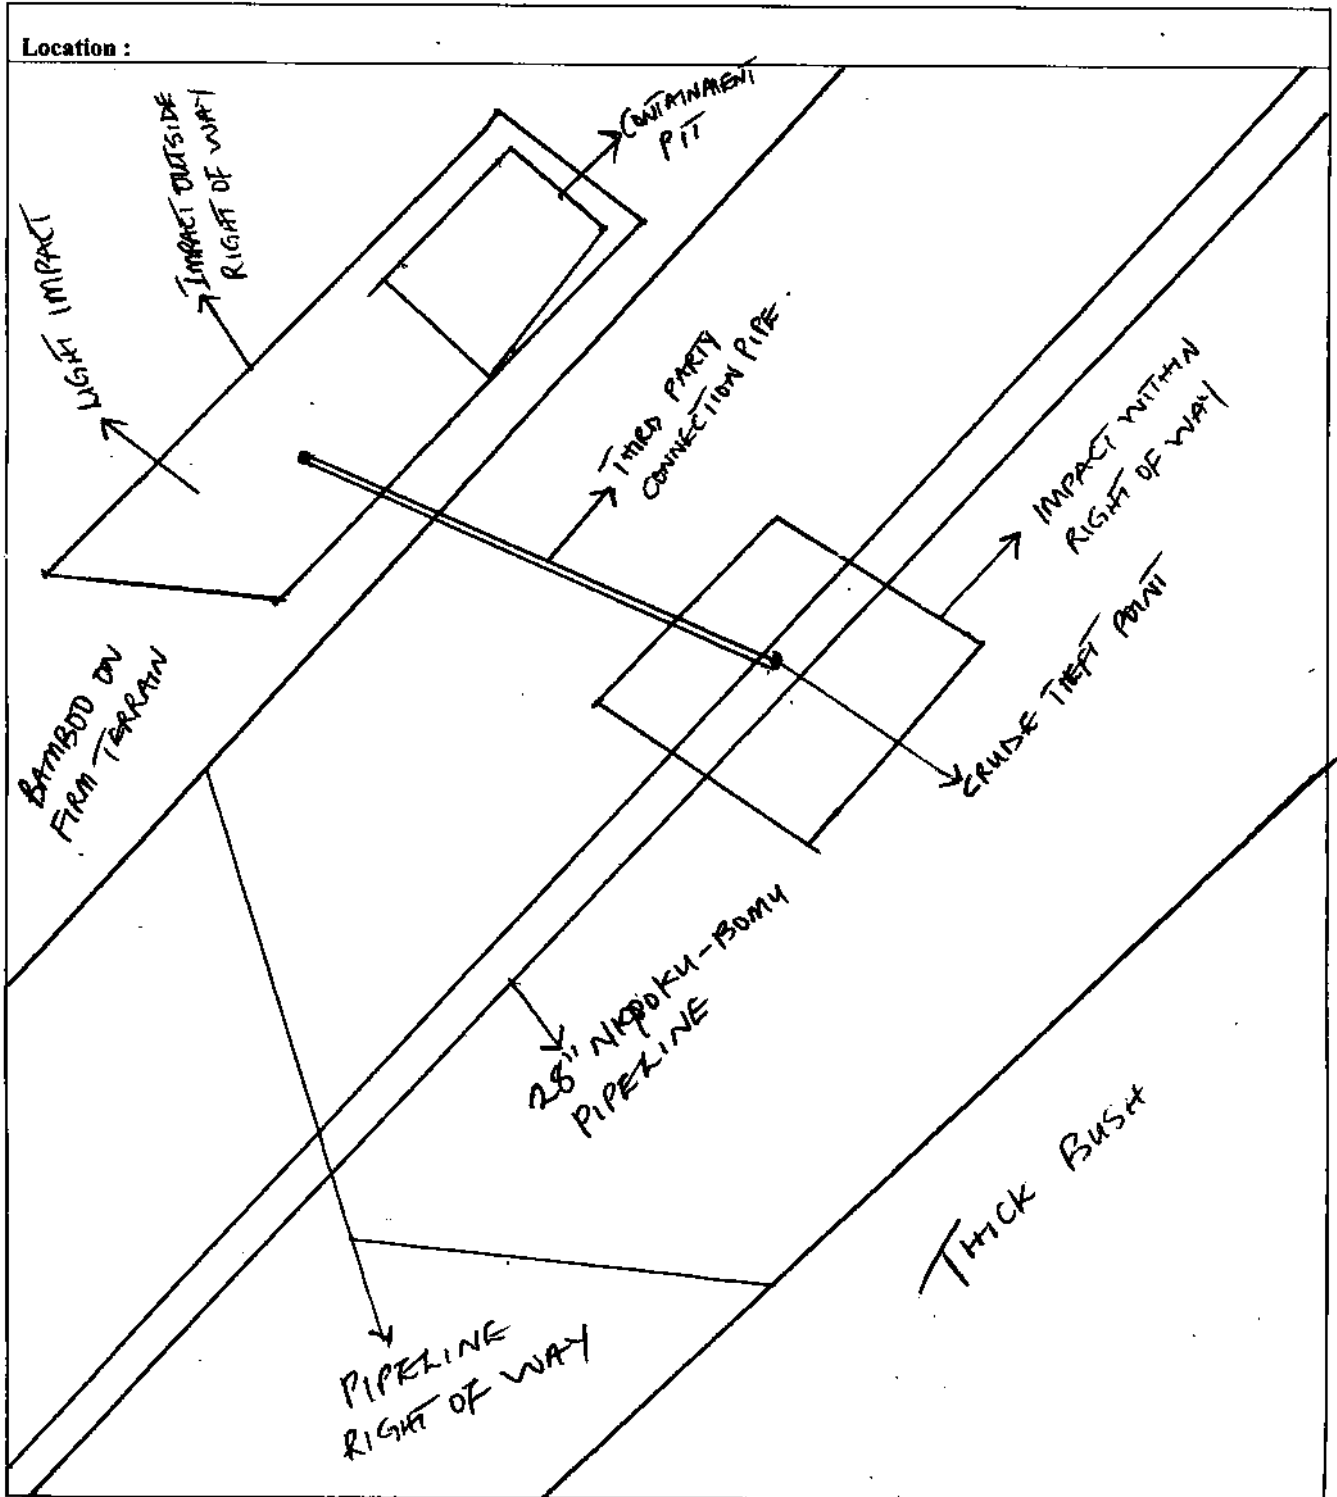 Location :
CONTAINMENT
PIT
IMPACT OUTSIDE
RIGHT OF WAY
LIGHT IMPACT
THIRD PARTY
CONNECTION PIPE.
IMPACT WITHIN
RIGHT OF WAY
CRUDE THEFT POINT
BAMBOO ON
FIRM TERRAIN
28" NKPOKU-BOMU
PIPELINE
THICK BUSH
PIPELINE
RIGHT OF WAY